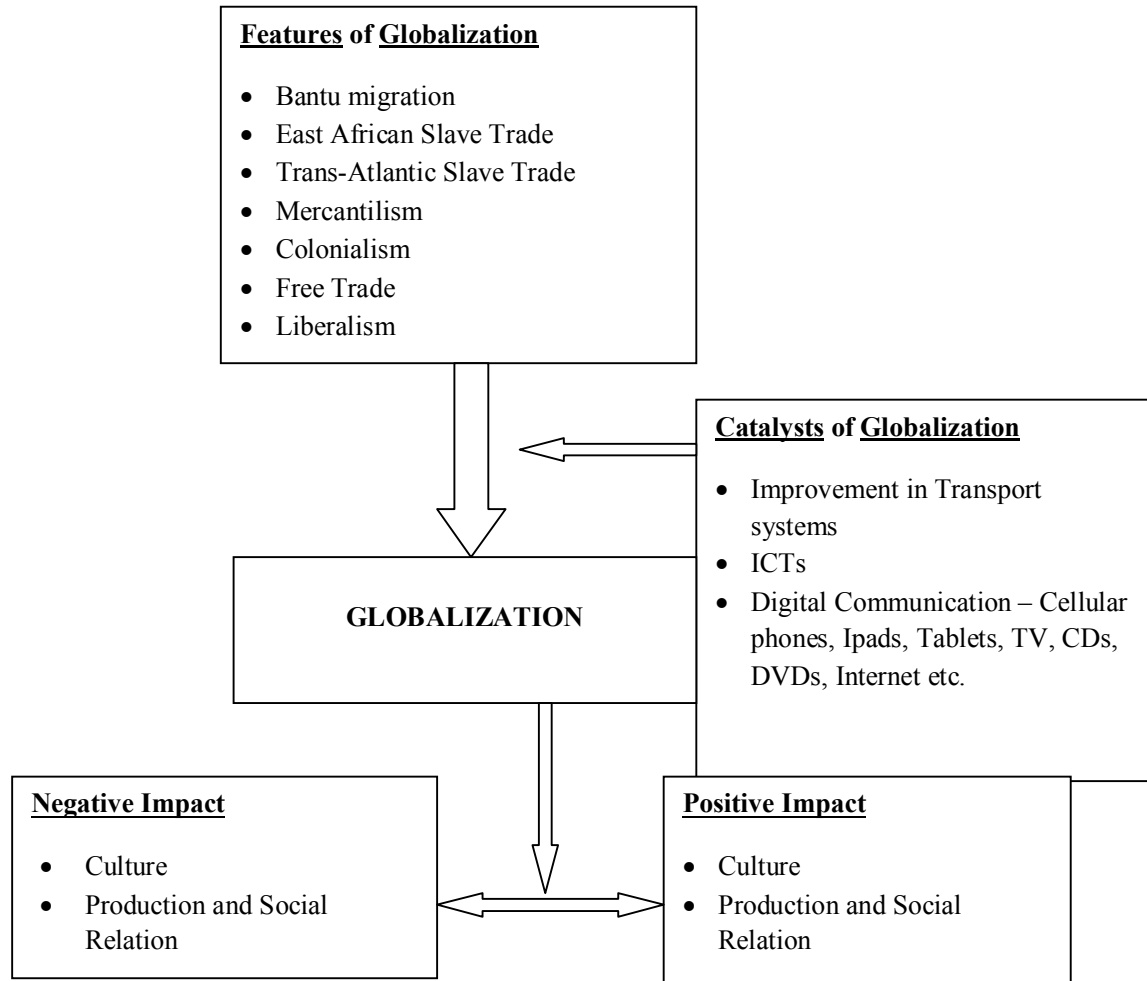 Features of Globalization
• Bantu migration
• East African Slave Trade
• Trans-Atlantic Slave Trade
• Mercantilism
• Colonialism
• Free Trade
• Liberalism
Catalysts of Globalization
• Improvement in Transport
systems
• ICTs
• Digital Communication – Cellular
phones, Ipads, Tablets, TV, CDs,
DVDs, Internet etc.
GLOBALIZATION
Negative Impact
• Culture
• Production and Social
Relation
Positive Impact
• Culture
• Production and Social
Relation